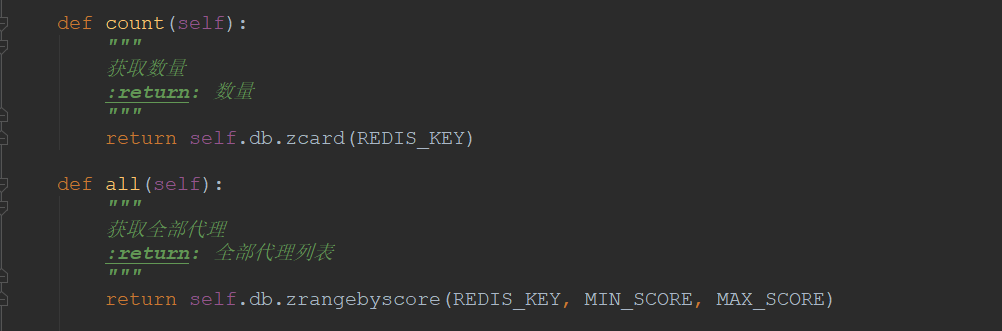 def count(self):
"""
获取数量
:return: 数量
"""
return self.db.zcard(REDIS_KEY)
def all(self):
"""
获取全部代理
:return: 全部代理列表
"""
return self.db.zrangebyscore(REDIS_KEY, MIN_SCORE, MAX_SCORE)